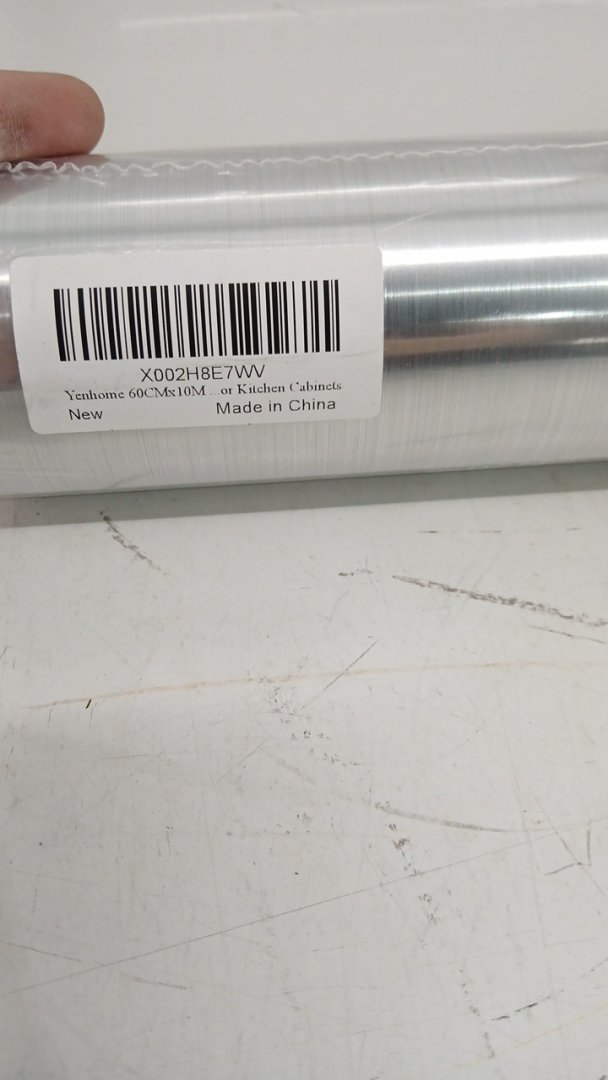 X002H8E7WV
Yenhome 60CMx10M ...or Kitchen Cabinets
New
Made in China